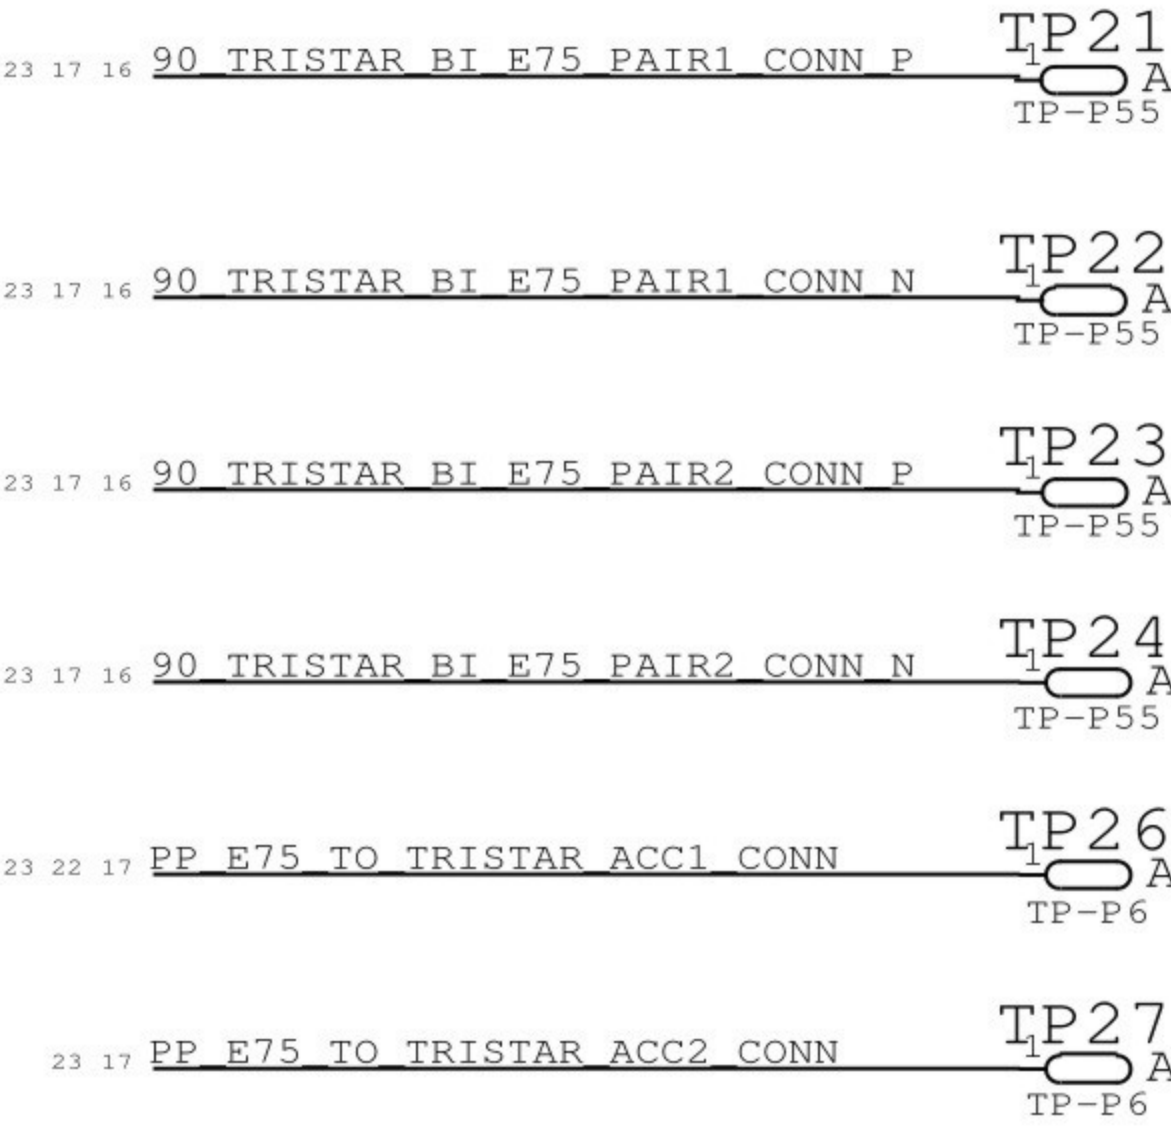 TP21
23 17 16 90_TRISTAR_BI_E75_PAIR1_CONN_P 1 A
TP-P55
TP22
23 17 16 90_TRISTAR_BI_E75_PAIR1_CONN_N 1 A
TP-P55
TP23
23 17 16 90_TRISTAR_BI_E75_PAIR2_CONN_P 1 A
TP-P55
TP24
23 17 16 90_TRISTAR_BI_E75_PAIR2_CONN_N 1 A
TP-P55
TP26
23 22 17 PP_E75_TO_TRISTAR_ACC1_CONN 1 A
TP-P6
TP27
23 17 PP_E75_TO_TRISTAR_ACC2_CONN 1 A
TP-P6